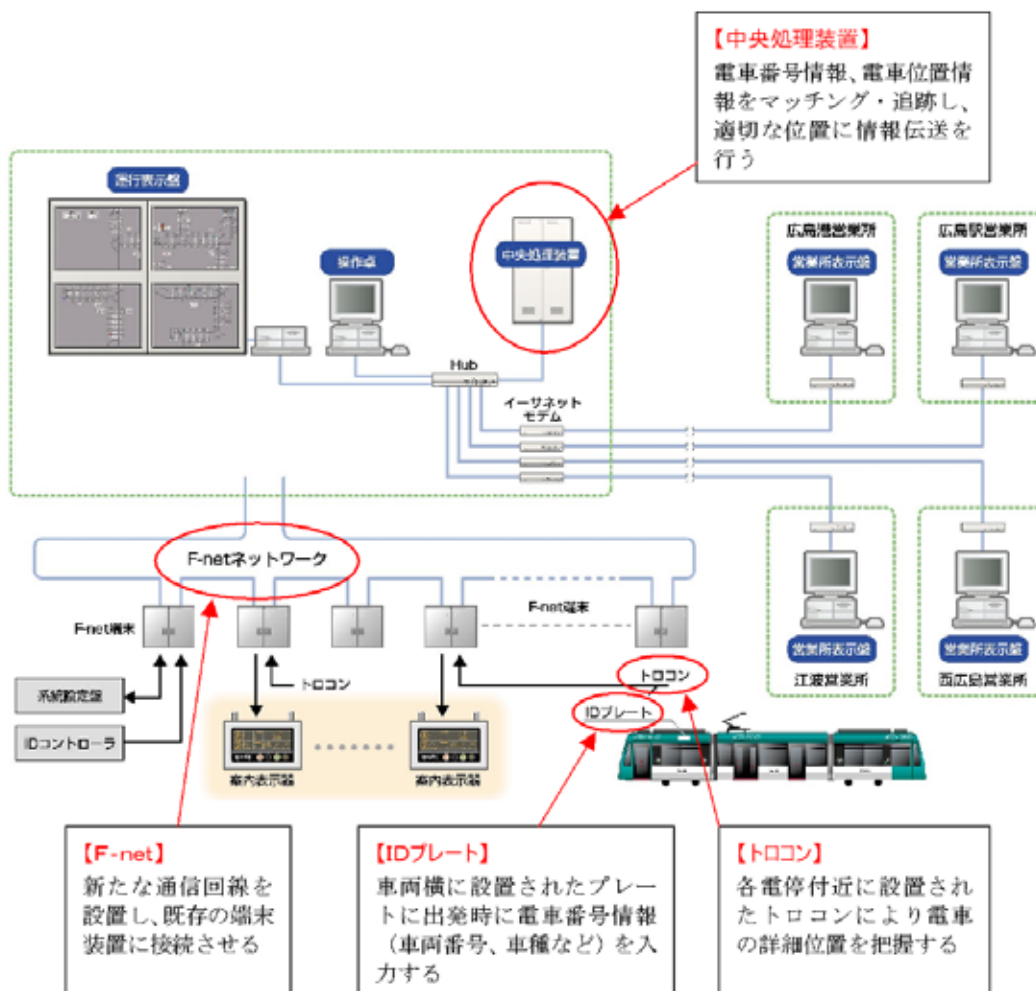 【中央処理装置】
電車番号情報、電車位置情
報をマッチング・追跡し、
適切な位置に情報伝送を
行う
運行表示盤
操作卓
中央処理装置
広島港営業所
営業所表示盤
広島駅営業所
営業所表示盤
Hub
イーサネット
モデム
F-netネットワーク
F-net端末
F-net端末
系統設定盤
IDコントローラ
トロコン
案内表示器
案内表示器
トロコン
IDプレート
営業所表示盤
江波営業所
営業所表示盤
西広島営業所
【F-net】
新たな通信回線を
設置し、既存の端末
装置に接続させる
【IDプレート】
車両横に設置されたプレー
トに出発時に電車番号情報
（車両番号、車種など）を入
力する
【トロコン】
各電停付近に設置され
たトロコンにより電車
の詳細位置を把握する